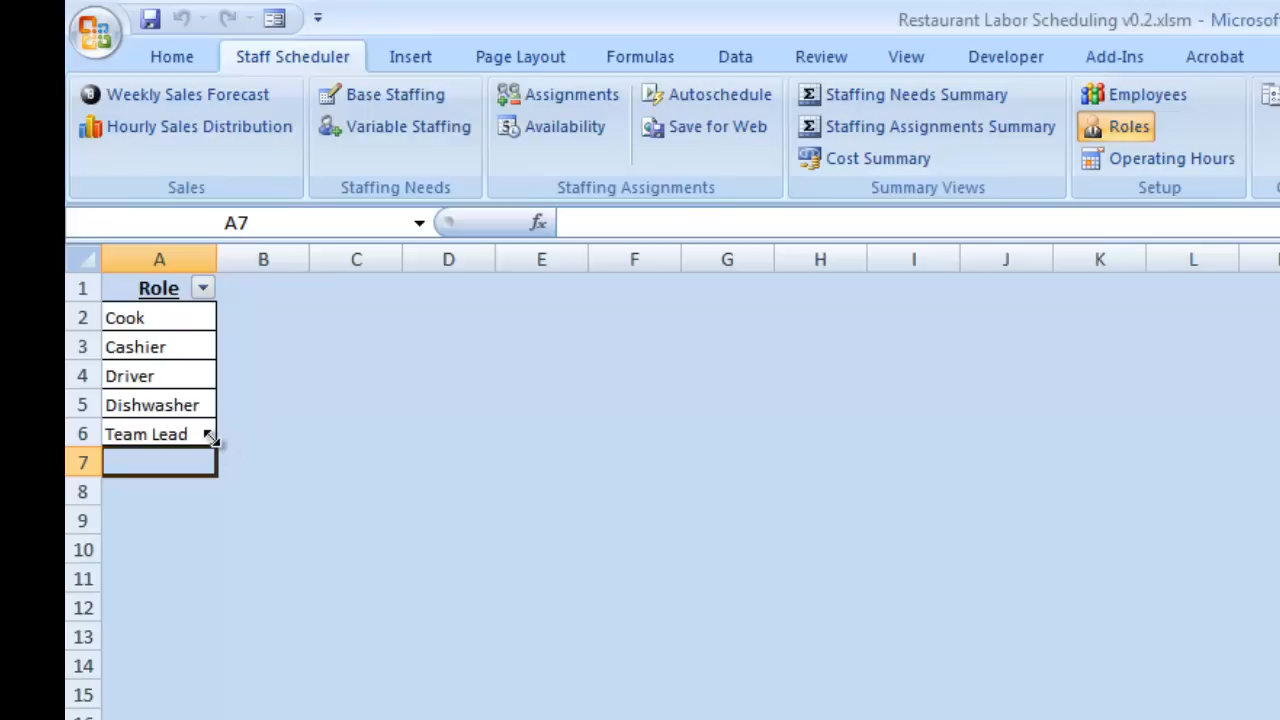 Restaurant Labor Scheduling v0.2.xlsm - Microsof
Home Staff Scheduler Insert Page Layout Formulas Data Review View Developer Add-Ins Acrobat
Weekly Sales Forecast Base Staffing Assignments Autoschedule Staffing Needs Summary Employees
Hourly Sales Distribution Variable Staffing Availability Save for Web Staffing Assignments Summary Roles
Cost Summary Operating Hours
Sales Staffing Needs Staffing Assignments Summary Views Setup
A7 fx
A B C D E F G H I J K L
1 Role
2 Cook
3 Cashier
4 Driver
5 Dishwasher
6 Team Lead
7
8
9
10
11
12
13
14
15